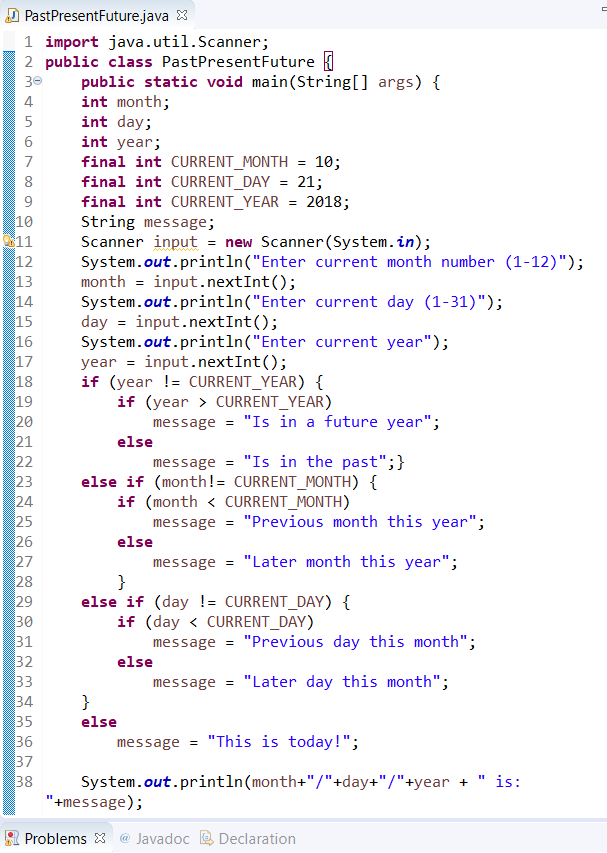 PastPresentFuture.java
1 import java.util.Scanner;
2 public class PastPresentFuture {
3 public static void main(String[] args) {
4 int month;
5 int day;
6 int year;
7 final int CURRENT_MONTH = 10;
8 final int CURRENT_DAY = 21;
9 final int CURRENT_YEAR = 2018;
10 String message;
11 Scanner input = new Scanner(System.in);
12 System.out.println("Enter current month number (1-12)");
13 month = input.nextInt();
14 System.out.println("Enter current day (1-31)");
15 day = input.nextInt();
16 System.out.println("Enter current year");
17 year = input.nextInt();
18 if (year != CURRENT_YEAR) {
19 if (year > CURRENT_YEAR)
20 message = "Is in a future year";
21 else
22 message = "Is in the past";}
23 else if (month!= CURRENT_MONTH) {
24 if (month < CURRENT_MONTH)
25 message = "Previous month this year";
26 else
27 message = "Later month this year";
28 }
29 else if (day != CURRENT_DAY) {
30 if (day < CURRENT_DAY)
31 message = "Previous day this month";
32 else
33 message = "Later day this month";
34 }
35 else
36 message = "This is today!";
37
38 System.out.println(month+"/"+day+"/"+year + " is:
"+message);
Problems @ Javadoc Declaration